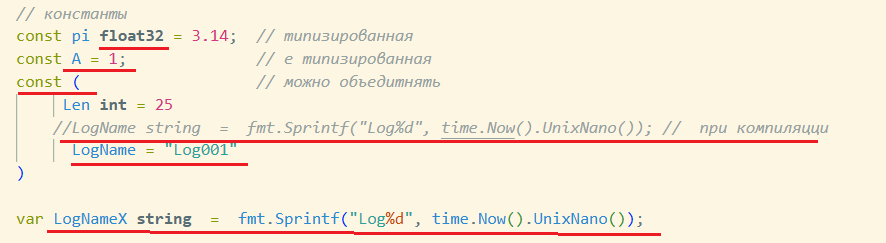 // константы
const pi float32 = 3.14;  // типизированная
const A = 1;              // е типизированная
const (                   // можно объедитнять
      Len int = 25
    //LogName string  =  fmt.Sprintf("Log%d", time.Now().UnixNano()); //  при компиляцци
      LogName = "Log001"
)
var LogNameX string  =  fmt.Sprintf("Log%d", time.Now().UnixNano());